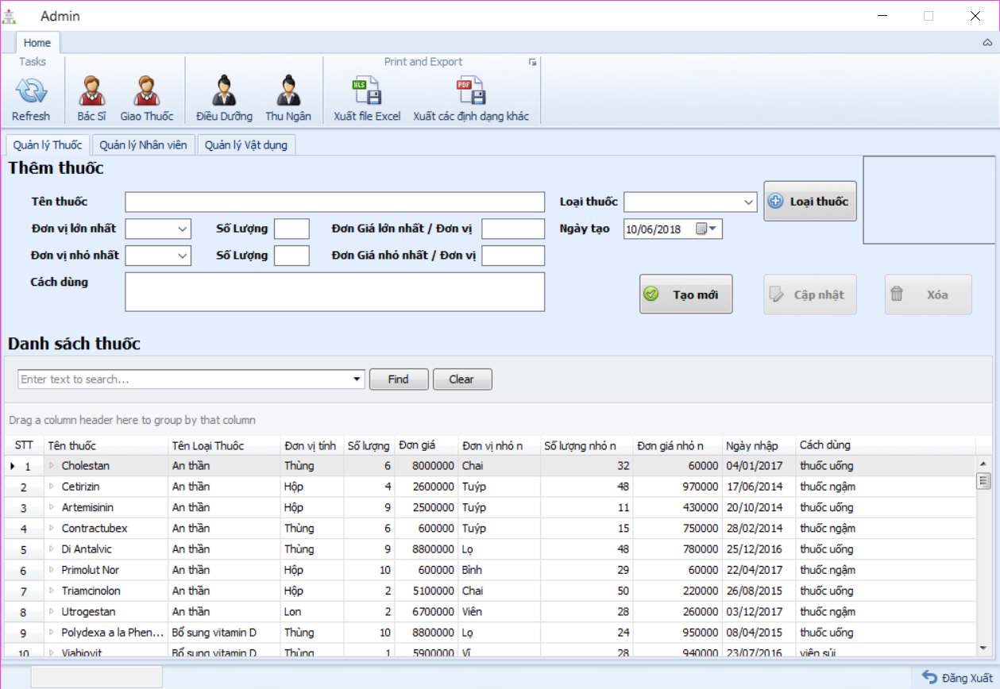 Admin
Home
Tasks
Print and Export
Refresh Bác Sĩ Giao Thuốc Điều Dưỡng Thu Ngân XLS Xuất file Excel PDF Xuất các định dạng khác
Quản lý Thuốc Quản lý Nhân viên Quản lý Vật dụng
Thêm thuốc
Tên thuốc Loại thuốc Loại thuốc
Đơn vị lớn nhất Số Lượng Đơn Giá lớn nhất / Đơn vị Ngày tạo 10/06/2018
Đơn vị nhỏ nhất Số Lượng Đơn Giá nhỏ nhất / Đơn vị
Cách dùng
Tạo mới Cập nhật Xóa
Danh sách thuốc
Enter text to search... Find Clear
Drag a column header here to group by that column
STT Tên thuốc Tên Loại Thuôc Đơn vị tính Số lượng Đơn giá Đơn vị nhỏ n Số lượng nhỏ n Đơn giá nhỏ n Ngày nhập Cách dùng
1 Cholestan An thần Thùng 6 8000000 Chai 32 60000 04/01/2017 thuốc uống
2 Cetirizin An thần Hộp 4 2600000 Tuýp 48 970000 17/06/2014 thuốc ngậm
3 Artemisinin An thần Hộp 9 2500000 Tuýp 11 430000 20/10/2014 thuốc uống
4 Contractubex An thần Thùng 6 600000 Tuýp 15 750000 28/02/2014 thuốc ngậm
5 Di Antalvic An thần Thùng 9 8800000 Lọ 48 780000 25/12/2016 thuốc uống
6 Primolut Nor An thần Hộp 10 600000 Bình 29 60000 22/04/2017 thuốc ngậm
7 Triamcinolon An thần Hộp 2 5100000 Chai 50 220000 26/08/2015 thuốc uống
8 Utrogestan An thần Lon 2 6700000 Viên 28 260000 03/12/2017 thuốc ngậm
9 Polydexa a la Phen... Bổ sung vitamin D Thùng 10 8800000 Lọ 24 950000 08/04/2015 thuốc uống
10 Viabiovit Bổ sung vitamin D Thùng 1 5900000 Vĩ 28 940000 23/07/2016 viên sủi
Đăng Xuất